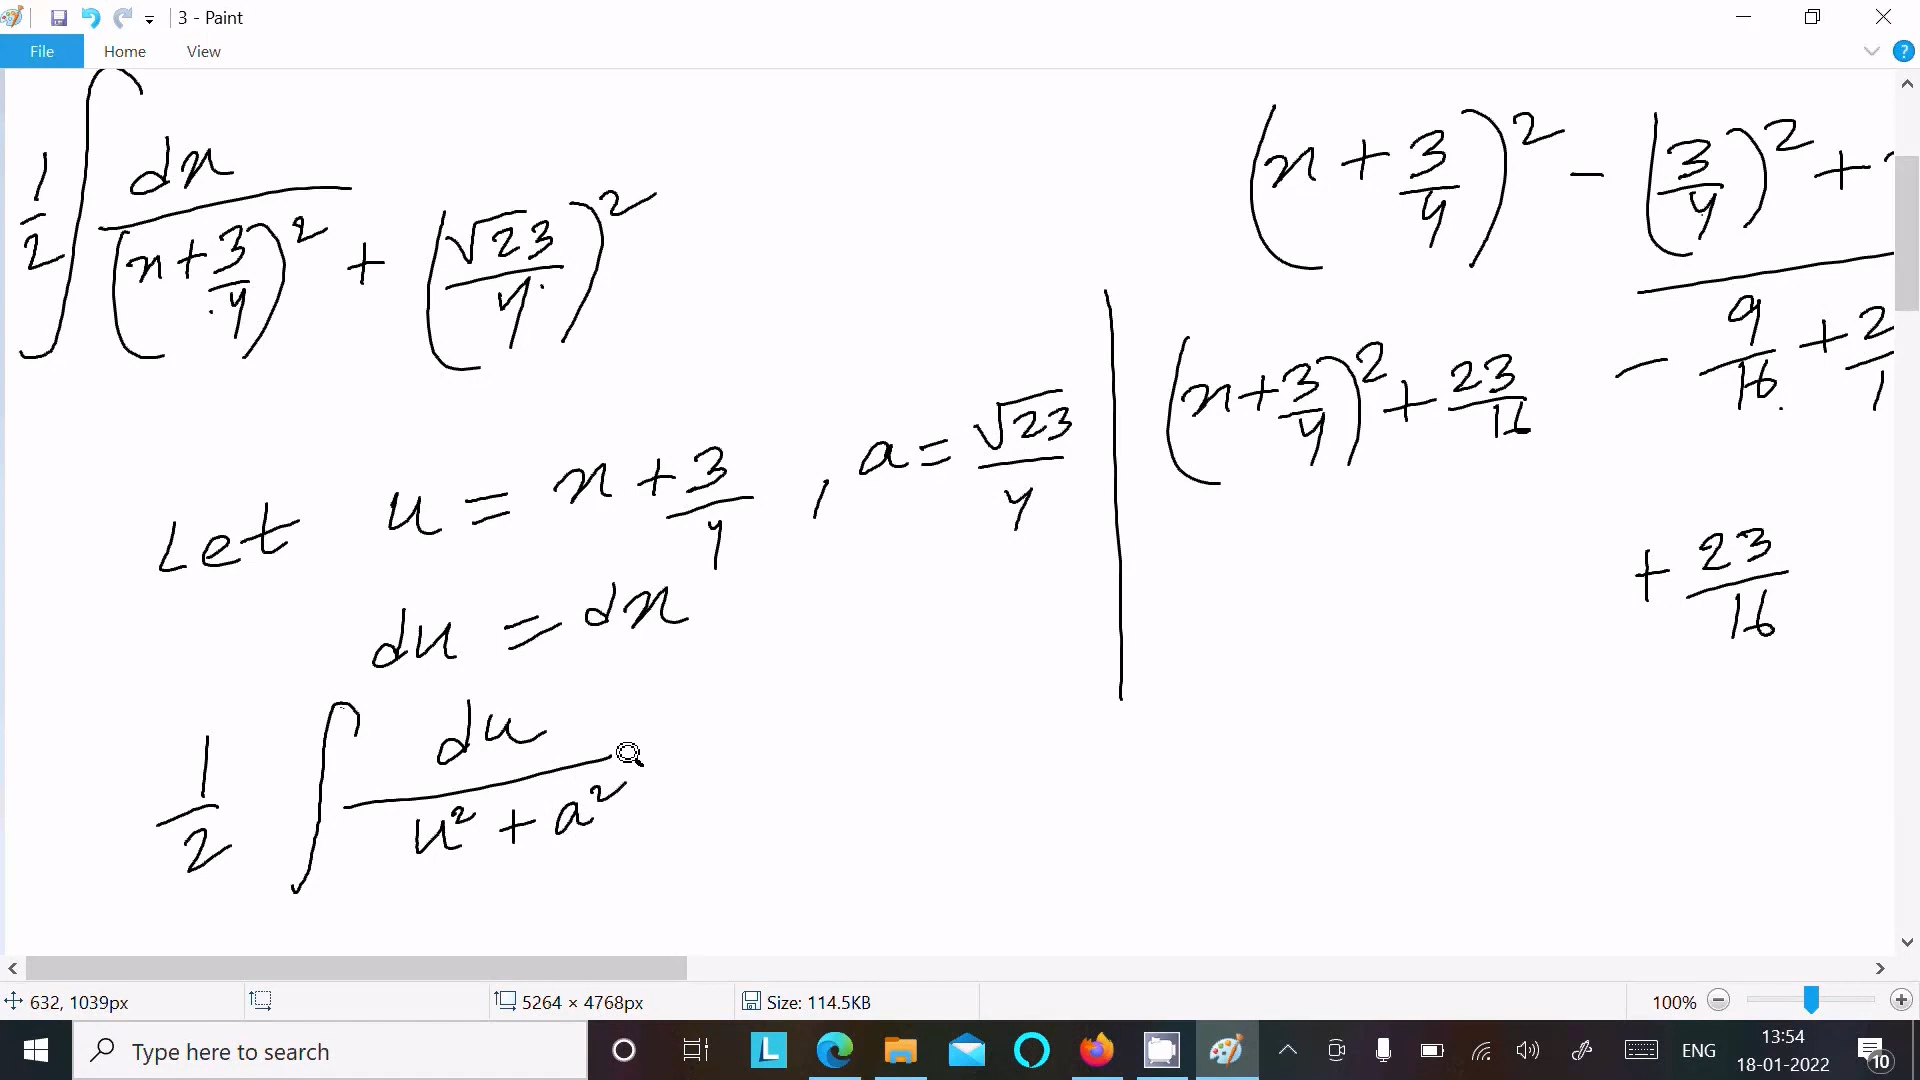 3 - Paint
File Home View
1/2 ∫ dx / (x + 3/4)² + (√23/4)²
(x + 3/4)² - (3/4)² +
- 9/16 + 2/1
(x + 3/4)² + 23/16
Let u = x + 3/4 , a = √23/4
+ 23/16
du = dx
1/2 ∫ du / u² + a²
632, 1039px 5264 × 4768px Size: 114.5KB 100%
Type here to search
L
ENG
13:54
18-01-2022
10